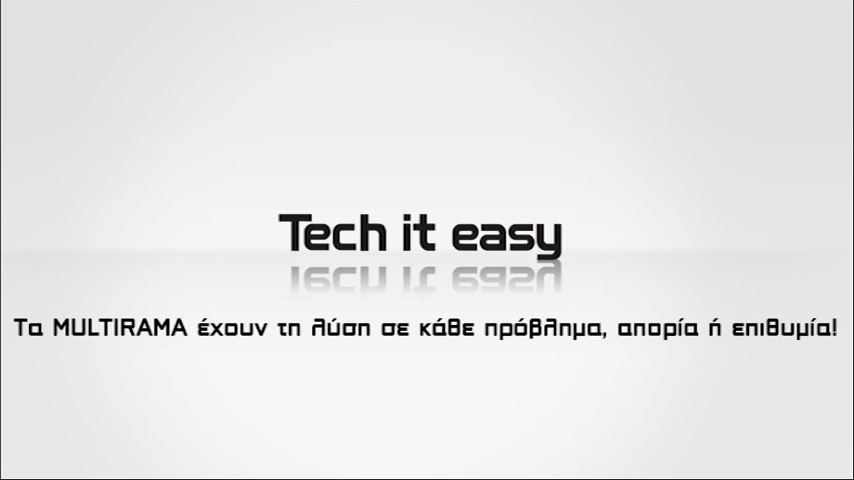 Tech it easy
Τα MULTIRAMA έχουν τη λύση σε κάθε πρόβλημα, απορία ή επιθυμία!